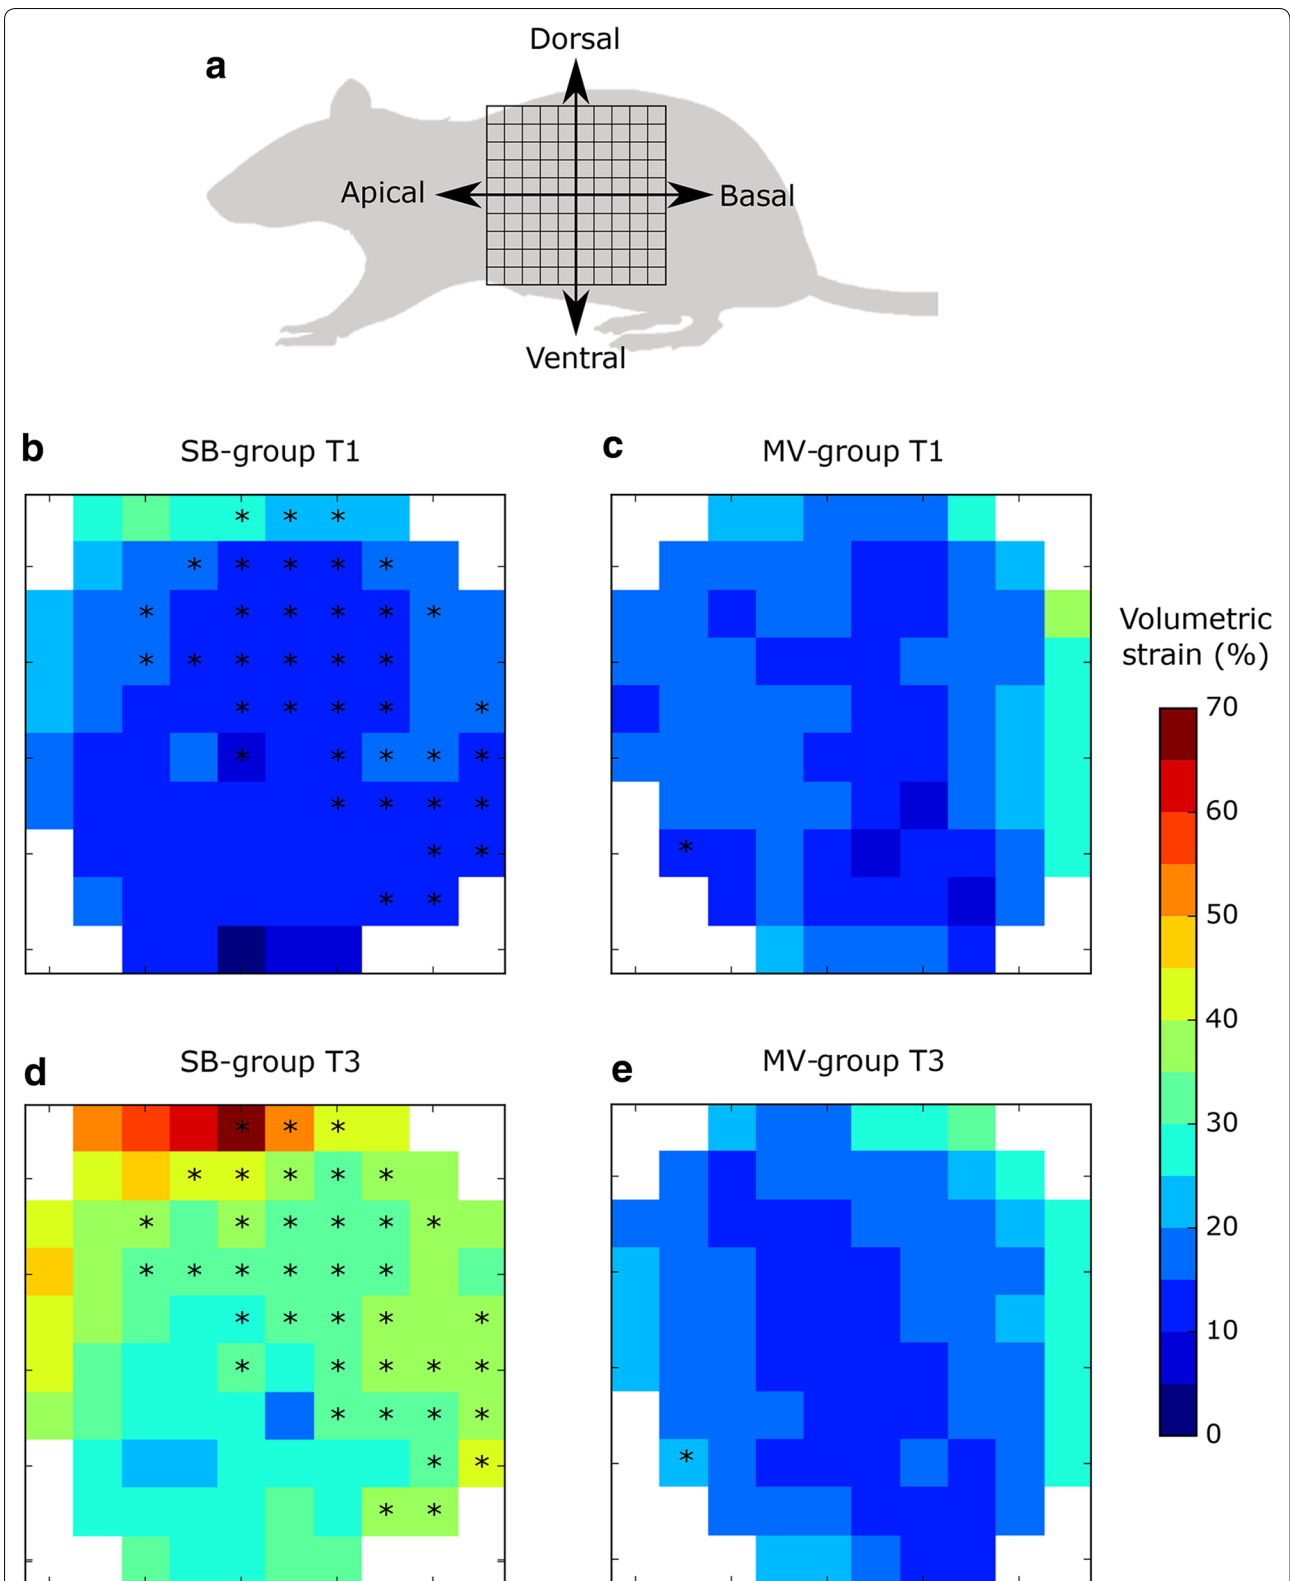 a
Dorsal
Apical
Basal
Ventral
b
SB-group T1
c
MV-group T1
* * *
* * * * *
* * * * * *
* * * * * *
* * * * *
* * * * *
* * * *
* *
* *
*
Volumetric
strain (%)
70
60
50
40
30
20
10
0
d
SB-group T3
e
MV-group T3
* * *
* * * * *
* * * * * *
* * * * * *
* * * * *
* * * * *
* * * *
* *
* *
*